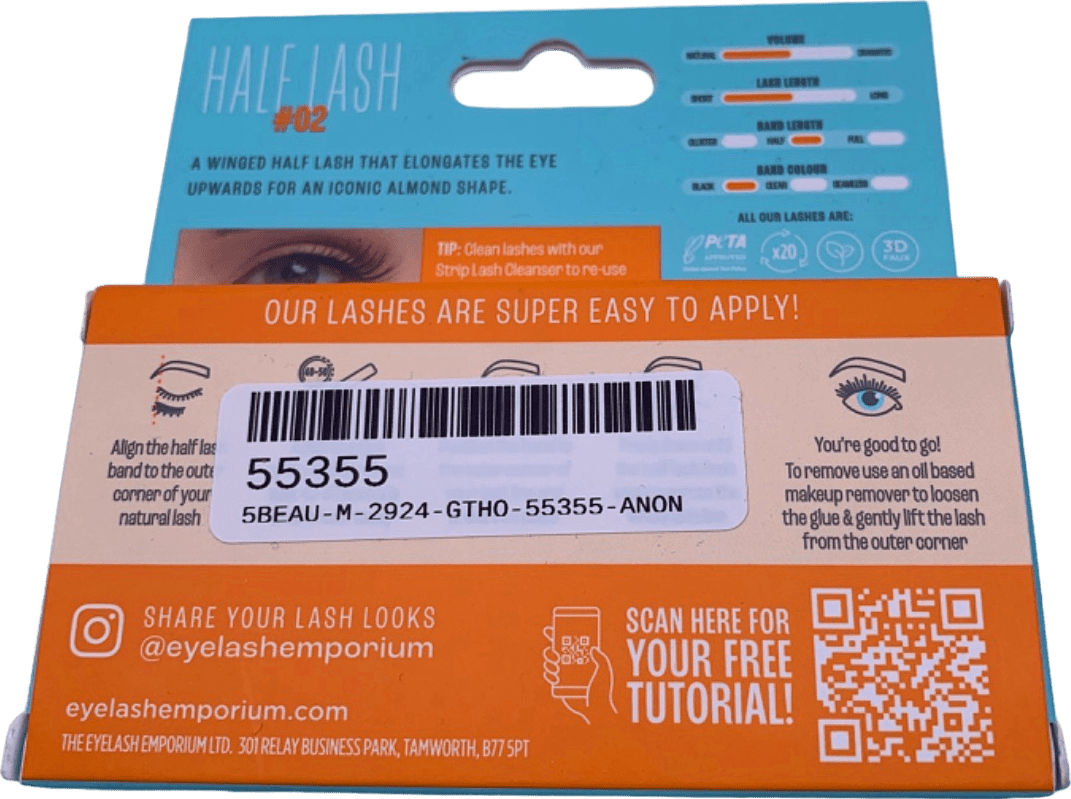 HALF LASH
#02
A WINGED HALF LASH THAT ELONGATES THE EYE
UPWARDS FOR AN ICONIC ALMOND SHAPE.
VOLUME
NATURAL
LASH LENGTH
SHORT LONG
BAND LENGTH
CLUSTER HALF FULL
BAND COLOUR
BLACK CLEAR SEAMLESS
ALL OUR LASHES ARE:
PETA
APPROVED
x20
3D
FAUX
TIP: Clean lashes with our
Strip Lash Cleanser to re-use
OUR LASHES ARE SUPER EASY TO APPLY!
Align the half las
band to the oute
corner of your
natural lash
55355
5BEAU-M-2924-GTHO-55355-ANON
You're good to go!
To remove use an oil based
makeup remover to loosen
the glue & gently lift the lash
from the outer corner
SHARE YOUR LASH LOOKS
@eyelashemporium
eyelashemporium.com
THE EYELASH EMPORIUM LTD. 301 RELAY BUSINESS PARK, TAMWORTH, B77 5PT
SCAN HERE FOR
YOUR FREE
TUTORIAL!